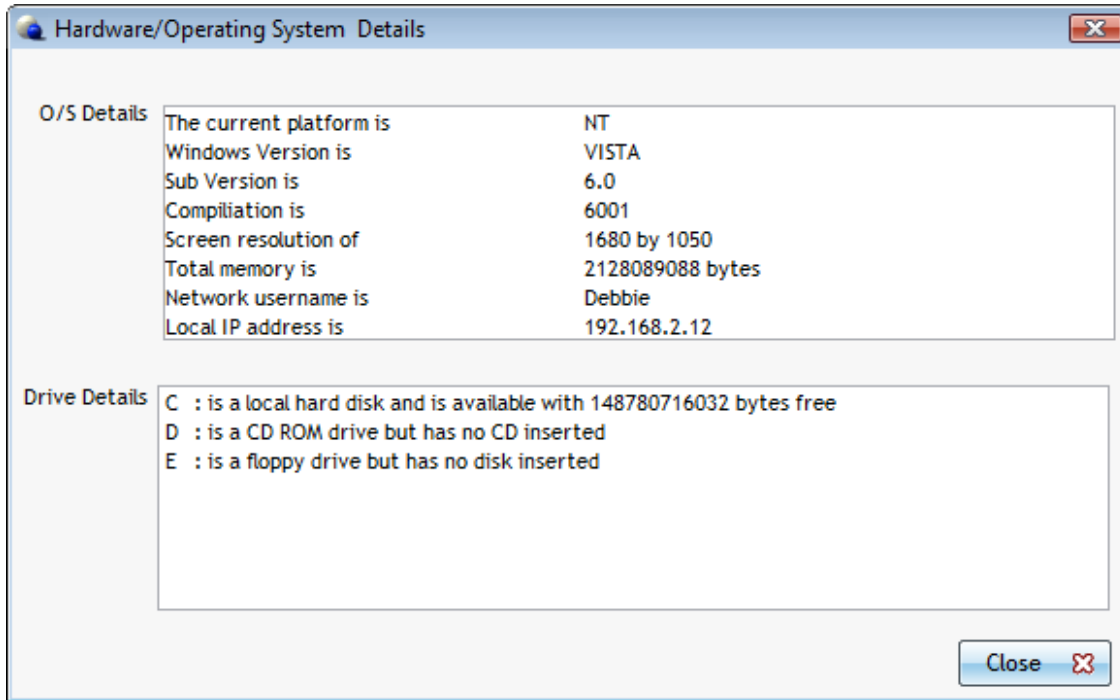 Hardware/Operating System Details
O/S Details
The current platform is NT
Windows Version is VISTA
Sub Version is 6.0
Compiliation is 6001
Screen resolution of 1680 by 1050
Total memory is 2128089088 bytes
Network username is Debbie
Local IP address is 192.168.2.12
Drive Details
C : is a local hard disk and is available with 148780716032 bytes free
D : is a CD ROM drive but has no CD inserted
E : is a floppy drive but has no disk inserted
Close